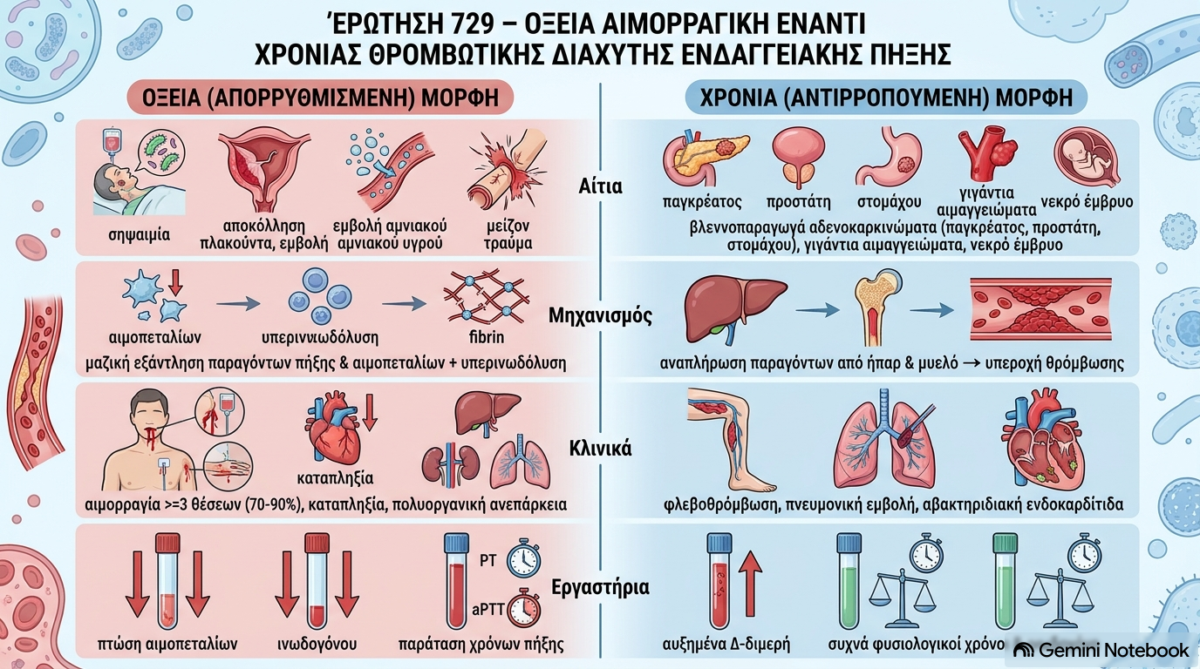 ΈΡΩΤΗΣΗ 729 – ΟΞΕΙΑ ΑΙΜΟΡΡΑΓΙΚΗ ΕΝΑΝΤΙ
ΧΡΟΝΙΑΣ ΘΡΟΜΒΩΤΙΚΗΣ ΔΙΑΧΥΤΗΣ ΕΝΔΑΓΓΕΙΑΚΗΣ ΠΗΞΗΣ
ΟΞΕΙΑ (ΑΠΟΡΡΥΘΜΙΣΜΕΝΗ) ΜΟΡΦΗ
ΧΡΟΝΙΑ (ΑΝΤΙΡΡΟΠΟΥΜΕΝΗ) ΜΟΡΦΗ
Αίτια
σηψαιμία
αποκόλληση
πλακούντα, εμβολή
εμβολή αμνιακού
αμνιακού υγρού
μείζον
τραύμα
παγκρέατος
προστάτη
στομάχου
γιγάντια
αιμαγγειώματα
νεκρό έμβρυο
βλεννοπαραγωγά αδενοκαρκινώματα (παγκρέατος, προστάτη,
στομάχου), γιγάντια αιμαγγειώματα, νεκρό έμβρυο
Μηχανισμός
αιμοπεταλίων
fibrin
μαζική εξάντληση παραγόντων πήξης & αιμοπεταλίων + υπερινωδόλυση
αναπλήρωση παραγόντων από ήπαρ & μυελό → υπεροχή θρόμβωσης
Κλινικά
καταπληξία
αιμορραγία >=3 θέσεων (70-90%), καταπληξία, πολυοργανική ανεπάρκεια
φλεβοθρόμβωση, πνευμονική εμβολή, αβακτηριδιακή ενδοκαρδίτιδα
Εργαστήρια
PT
aPTT
πτώση αιμοπεταλίων
ινωδογόνου
παράταση χρόνων πήξης
αυξημένα Δ-διμερή
συχνά φυσιολογικοί χρόνο
Gemini Notebook